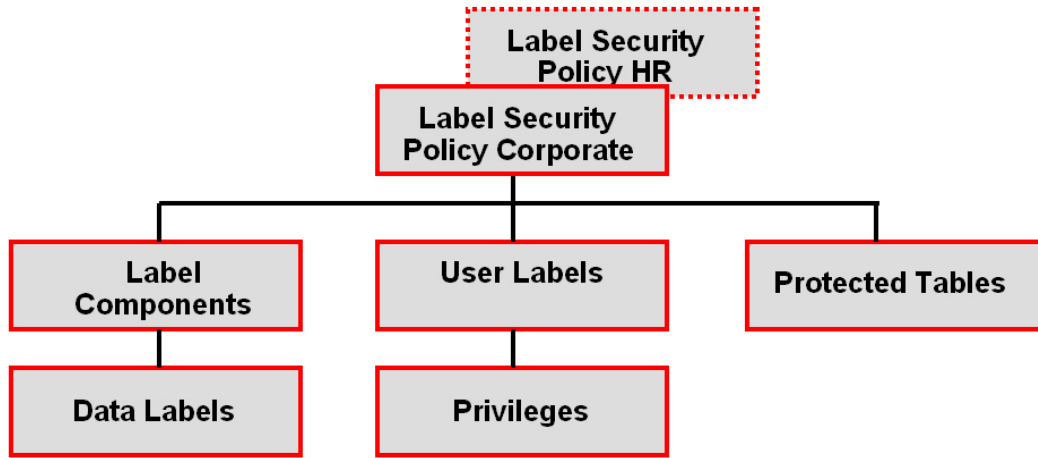 Label Security
Policy HR
Label Security
Policy Corporate
Label
Components
User Labels
Protected Tables
Data Labels
Privileges